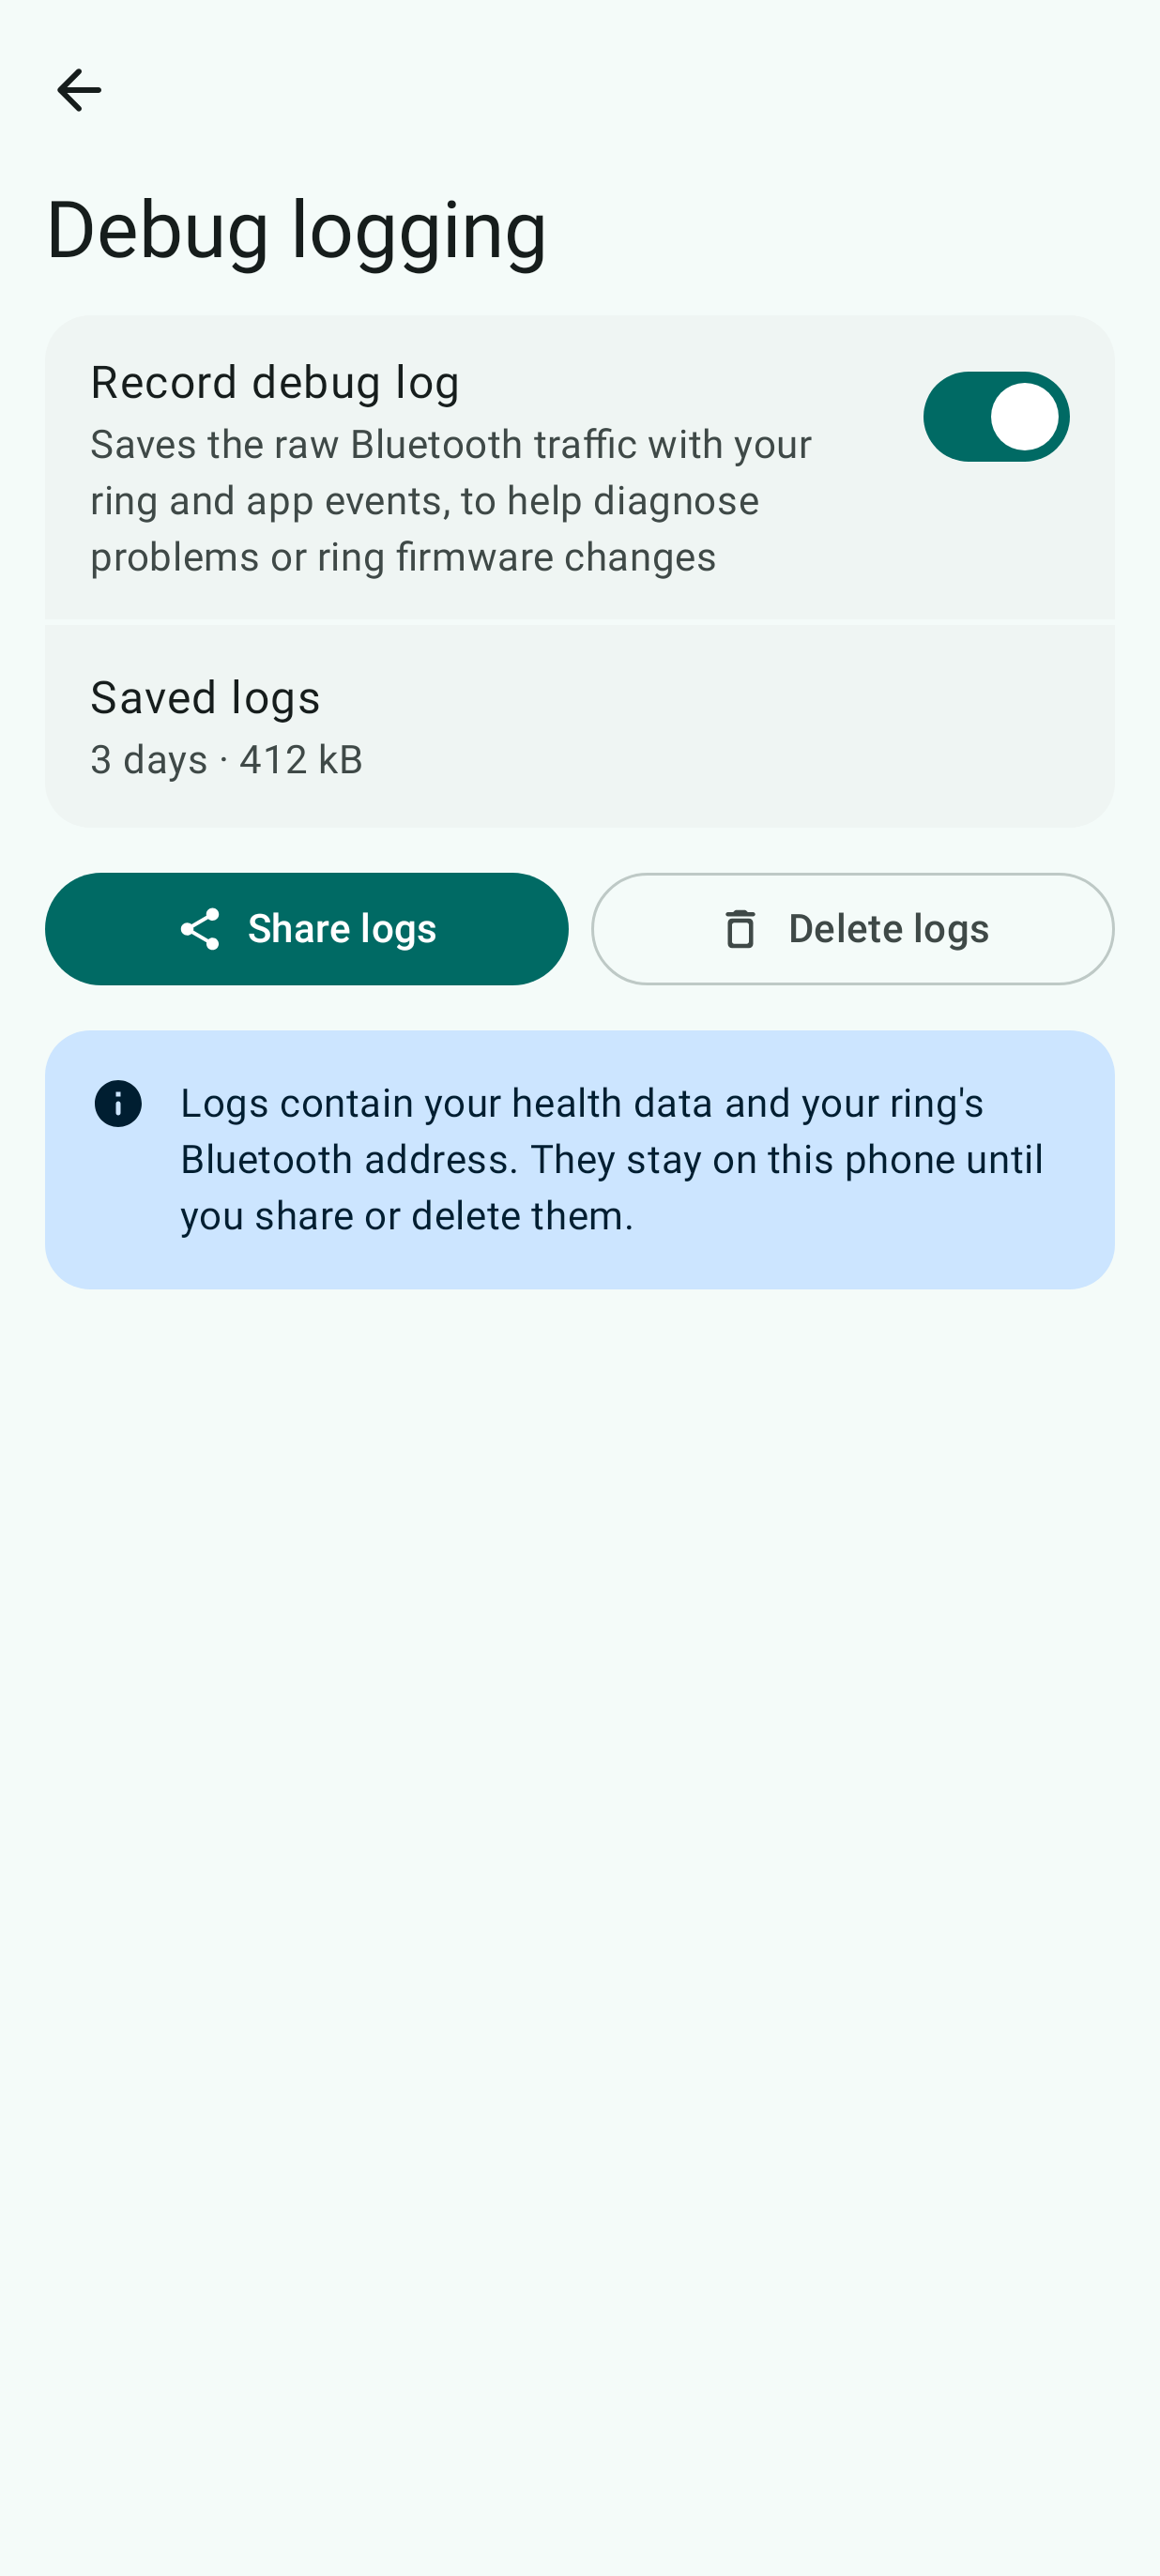 Debug logging
Record debug log
Saves the raw Bluetooth traffic with your
ring and app events, to help diagnose
problems or ring firmware changes
Saved logs
3 days · 412 kB
Share logs
Delete logs
Logs contain your health data and your ring's
Bluetooth address. They stay on this phone until
you share or delete them.